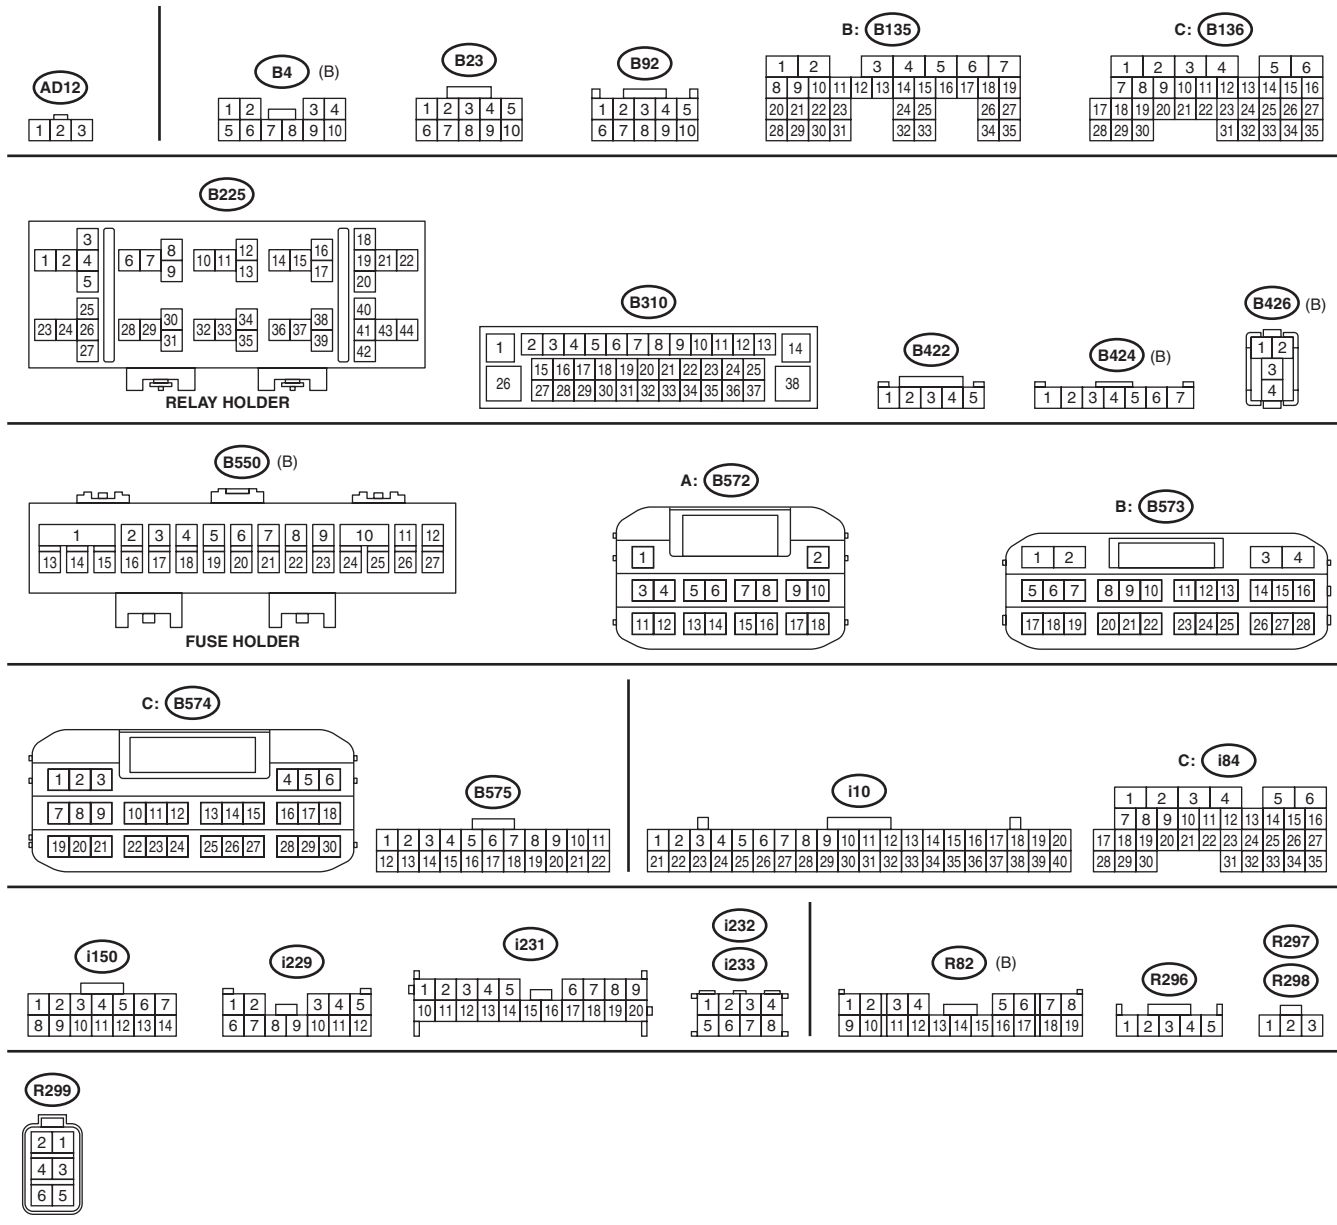 AD12
1 2 3
B4 (B)
1 2 3 4
5 6 7 8 9 10
B23
1 2 3 4 5
6 7 8 9 10
B92
1 2 3 4 5
6 7 8 9 10
B: B135
1 2 3 4 5 6 7
8 9 10 11 12 13 14 15 16 17 18 19
20 21 22 23 24 25 26 27
28 29 30 31 32 33 34 35
C: B136
1 2 3 4 5 6
7 8 9 10 11 12 13 14 15 16
17 18 19 20 21 22 23 24 25 26 27
28 29 30 31 32 33 34 35
B225
3 8 12 16 18
1 2 4 6 7 10 11 14 15 19 21 22
5 9 13 17 20
25 30 34 38 40
23 24 26 28 29 32 33 36 37 41 43 44
27 31 35 39 42
RELAY HOLDER
B310
1 2 3 4 5 6 7 8 9 10 11 12 13 14
15 16 17 18 19 20 21 22 23 24 25
26 27 28 29 30 31 32 33 34 35 36 37 38
B422
1 2 3 4 5
B424 (B)
1 2 3 4 5 6 7
B426 (B)
1 2
3
4
B550 (B)
1 2 3 4 5 6 7 8 9 10 11 12
13 14 15 16 17 18 19 20 21 22 23 24 25 26 27
FUSE HOLDER
A: B572
1 2
3 4 5 6 7 8 9 10
11 12 13 14 15 16 17 18
B: B573
1 2 3 4
5 6 7 8 9 10 11 12 13 14 15 16
17 18 19 20 21 22 23 24 25 26 27 28
C: B574
1 2 3 4 5 6
7 8 9 10 11 12 13 14 15 16 17 18
19 20 21 22 23 24 25 26 27 28 29 30
B575
1 2 3 4 5 6 7 8 9 10 11
12 13 14 15 16 17 18 19 20 21 22
i10
1 2 3 4 5 6 7 8 9 10 11 12 13 14 15 16 17 18 19 20
21 22 23 24 25 26 27 28 29 30 31 32 33 34 35 36 37 38 39 40
C: i84
1 2 3 4 5 6
7 8 9 10 11 12 13 14 15 16
17 18 19 20 21 22 23 24 25 26 27
28 29 30 31 32 33 34 35
i150
1 2 3 4 5 6 7
8 9 10 11 12 13 14
i229
1 2 3 4 5
6 7 8 9 10 11 12
i231
1 2 3 4 5 6 7 8 9
10 11 12 13 14 15 16 17 18 19 20
i232
i233
1 2 3 4
5 6 7 8
R82 (B)
1 2 3 4 5 6 7 8
9 10 11 12 13 14 15 16 17 18 19
R296
1 2 3 4 5
R297
R298
1 2 3
R299
2 1
4 3
6 5